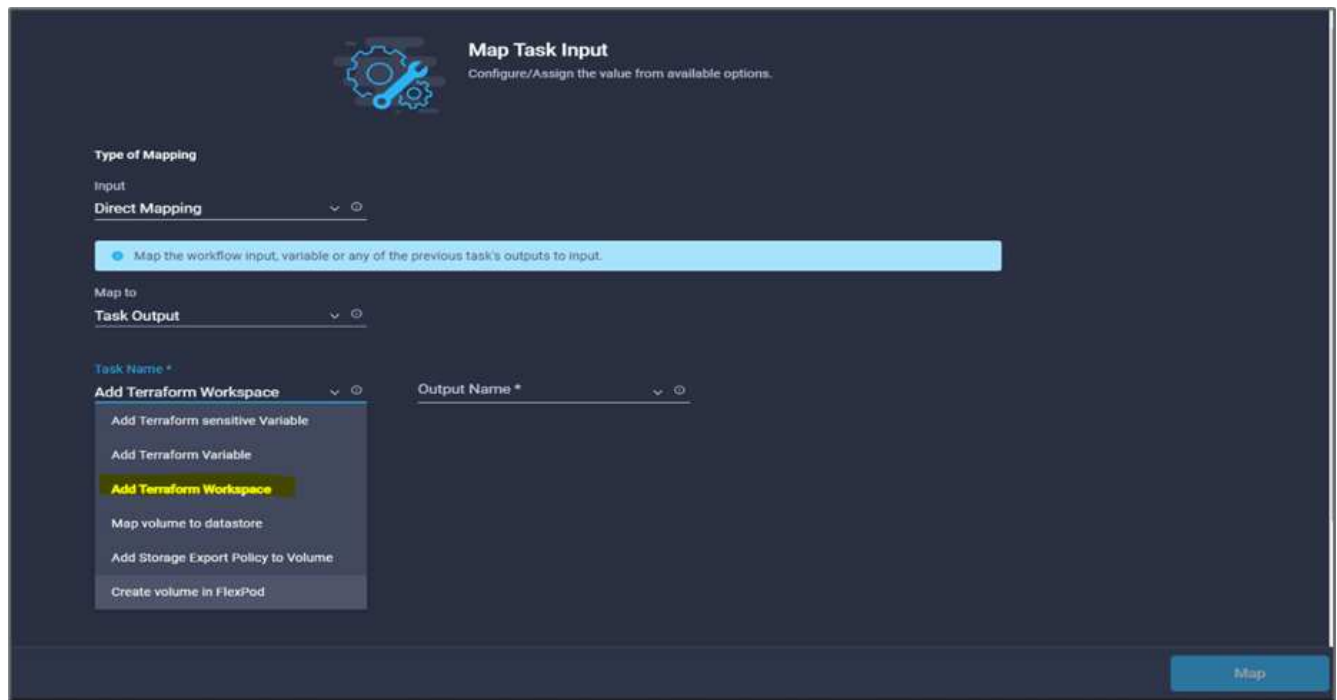 Map Task Input
Configure/Assign the value from available options.
Type of Mapping
Input
Direct Mapping
Map the workflow input, variable or any of the previous task's outputs to input.
Map to
Task Output
Task Name *
Add Terraform Workspace
Output Name *
Add Terraform sensitive Variable
Add Terraform Variable
Add Terraform Workspace
Map volume to datastore
Add Storage Export Policy to Volume
Create volume in FlexPod
Map